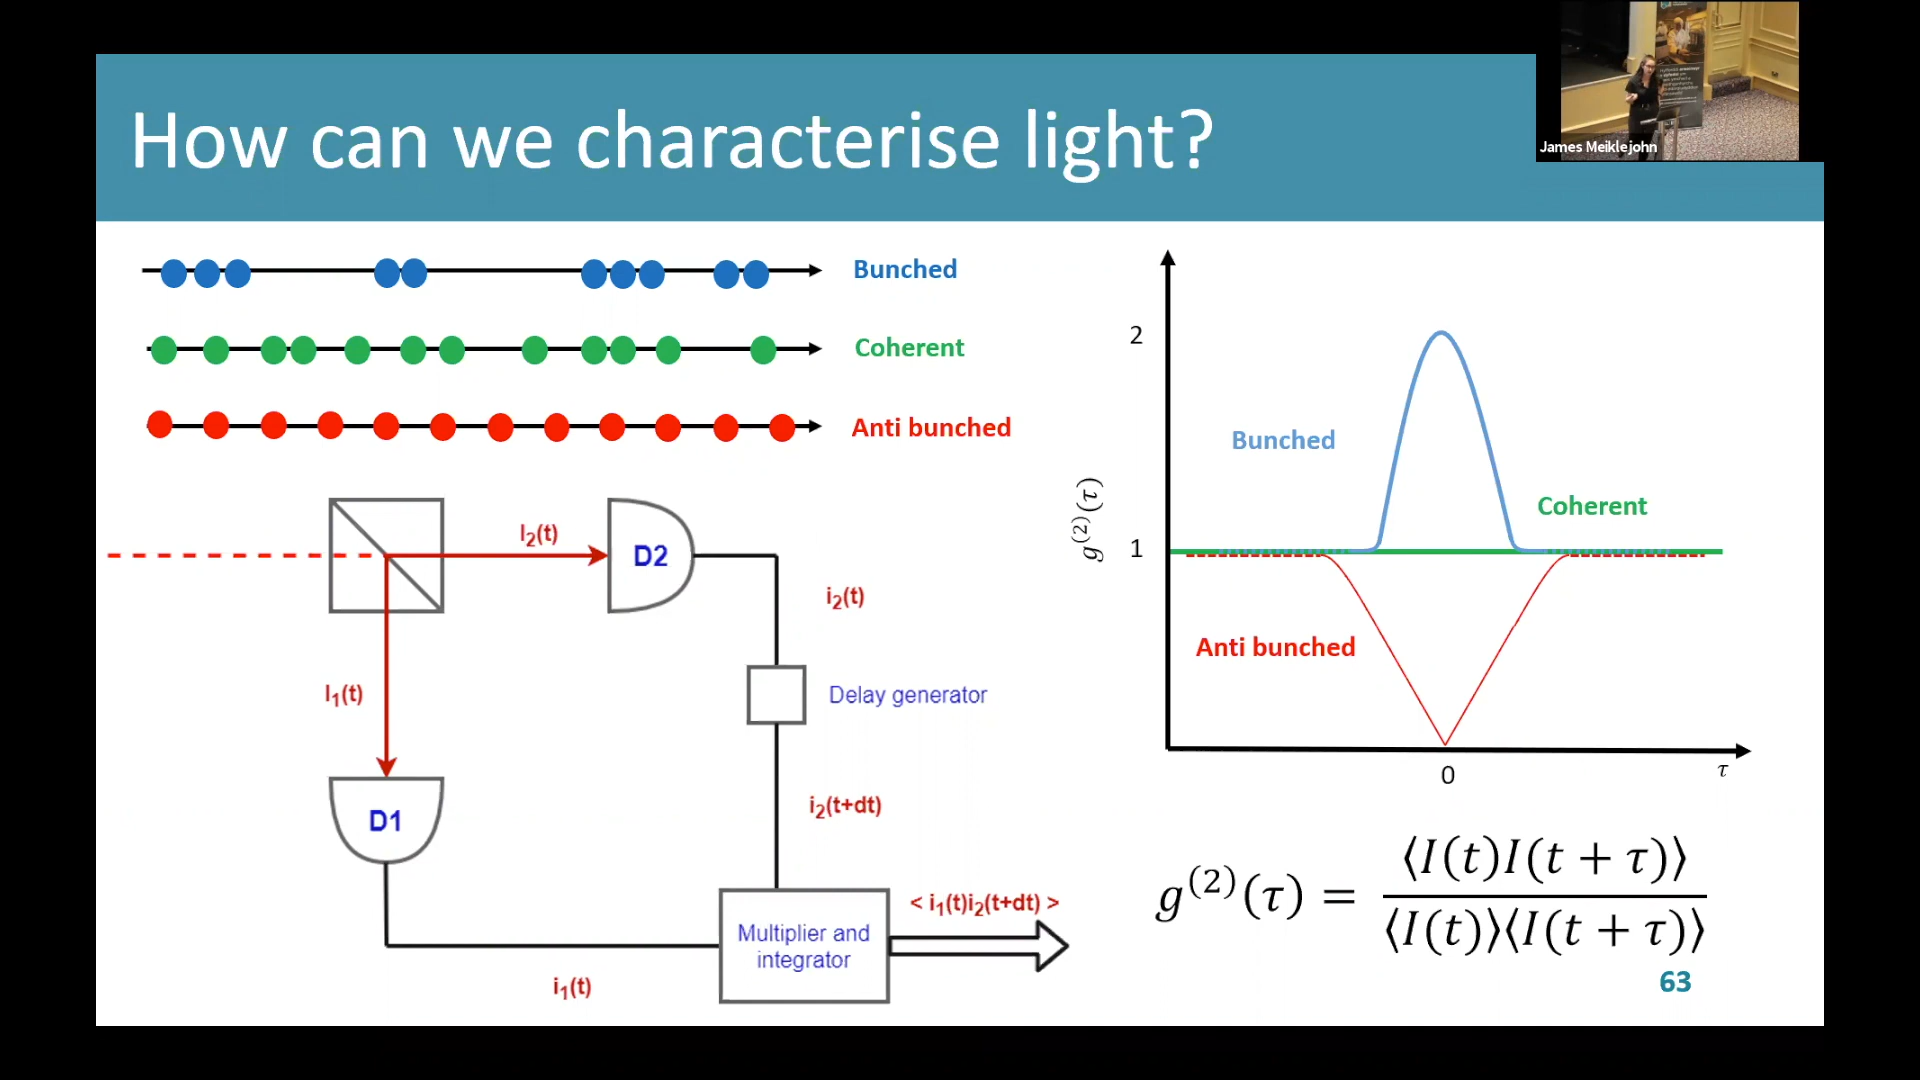 How can we characterise light?
James Meiklejohn
Bunched
Coherent
Anti bunched
I₂(t)
D2
i₂(t)
I₁(t)
Delay generator
D1
i₂(t+dt)
< i₁(t)i₂(t+dt) >
Multiplier and
integrator
i₁(t)
2
Bunched
Coherent
g⁽²⁾(τ)
1
Anti bunched
0
τ
g⁽²⁾(τ) = ⟨I(t)I(t + τ)⟩ / ⟨I(t)⟩⟨I(t + τ)⟩
63